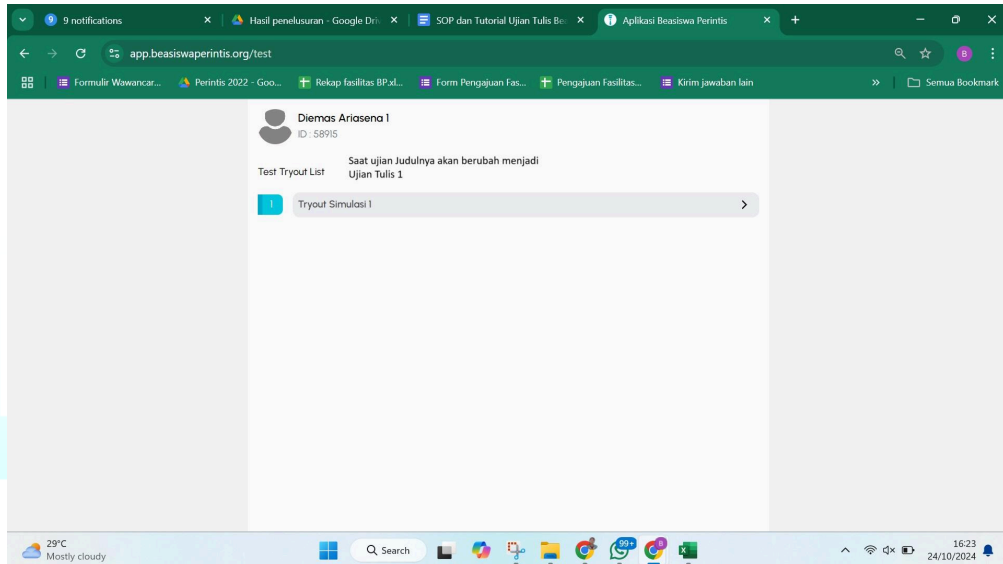 9 9 notifications
Hasil penelusuran - Google Driv
SOP dan Tutorial Ujian Tulis Bea
Aplikasi Beasiswa Perintis
app.beasiswaperintis.org/test
B
Formulir Wawancar...
Perintis 2022 - Goo...
Rekap fasilitas BP.xl...
Form Pengajuan Fas...
Pengajuan Fasilitas...
Kirim jawaban lain
Semua Bookmark
Diemas Ariasena 1
ID : 58915
Saat ujian Judulnya akan berubah menjadi
Test Tryout List Ujian Tulis 1
1 Tryout Simulasi 1
29°C
Mostly cloudy
Search
99+
16:23
24/10/2024